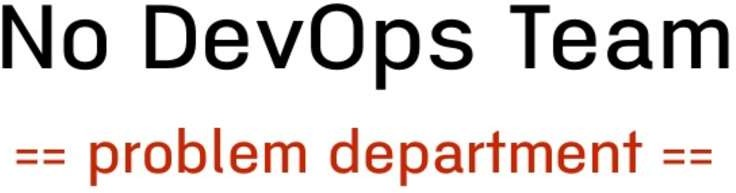 No DevOps Team
== problem department ==